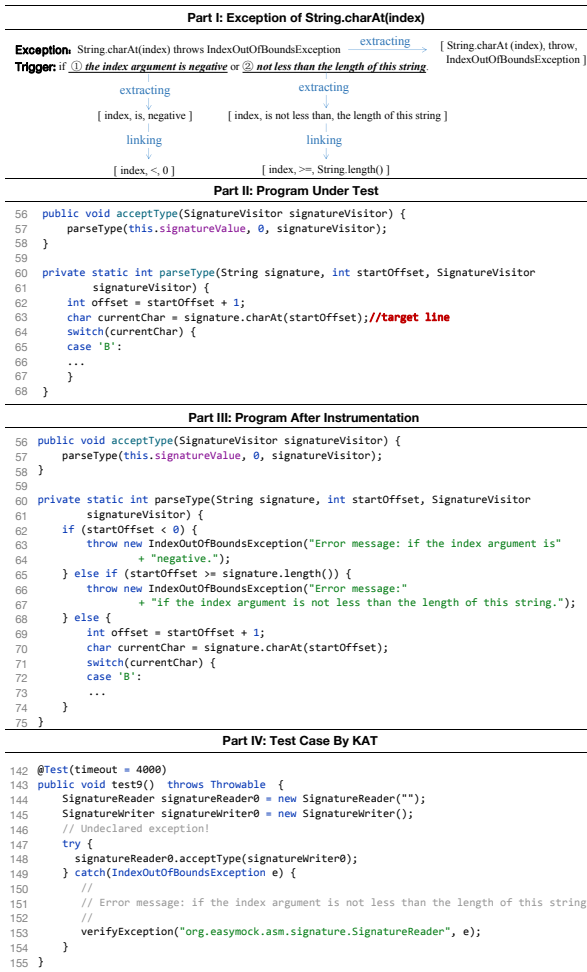 Part I: Exception of String.charAt(index)
Exception: String.charAt(index) throws IndexOutOfBoundsException
extracting
[ String.charAt (index), throw,
IndexOutOfBoundsException ]
Trigger: if ① the index argument is negative or ② not less than the length of this string.
extracting extracting
[ index, is, negative ] [ index, is not less than, the length of this string ]
linking linking
[ index, <, 0 ] [ index, >=, String.length() ]
Part II: Program Under Test
56 public void acceptType(SignatureVisitor signatureVisitor) {
57 parseType(this.signatureValue, 0, signatureVisitor);
58 }
59
60 private static int parseType(String signature, int startOffset, SignatureVisitor
61 signatureVisitor) {
62 int offset = startOffset + 1;
63 char currentChar = signature.charAt(startOffset);//target line
64 switch(currentChar) {
65 case 'B':
66 ...
67 }
68 }
Part III: Program After Instrumentation
56 public void acceptType(SignatureVisitor signatureVisitor) {
57 parseType(this.signatureValue, 0, signatureVisitor);
58 }
59
60 private static int parseType(String signature, int startOffset, SignatureVisitor
61 signatureVisitor) {
62 if (startOffset < 0) {
63 throw new IndexOutOfBoundsException("Error message: if the index argument is"
64 + "negative.");
65 } else if (startOffset >= signature.length()) {
66 throw new IndexOutOfBoundsException("Error message:"
67 + "if the index argument is not less than the length of this string.");
68 } else {
69 int offset = startOffset + 1;
70 char currentChar = signature.charAt(startOffset);
71 switch(currentChar) {
72 case 'B':
73 ...
74 }
75 }
Part IV: Test Case By KAT
142 @Test(timeout = 4000)
143 public void test9() throws Throwable {
144 SignatureReader signatureReader0 = new SignatureReader("");
145 SignatureWriter signatureWriter0 = new SignatureWriter();
146 // Undeclared exception!
147 try {
148 signatureReader0.acceptType(signatureWriter0);
149 } catch(IndexOutOfBoundsException e) {
150 //
151 // Error message: if the index argument is not less than the length of this string
152 //
153 verifyException("org.easymock.asm.signature.SignatureReader", e);
154 }
155 }